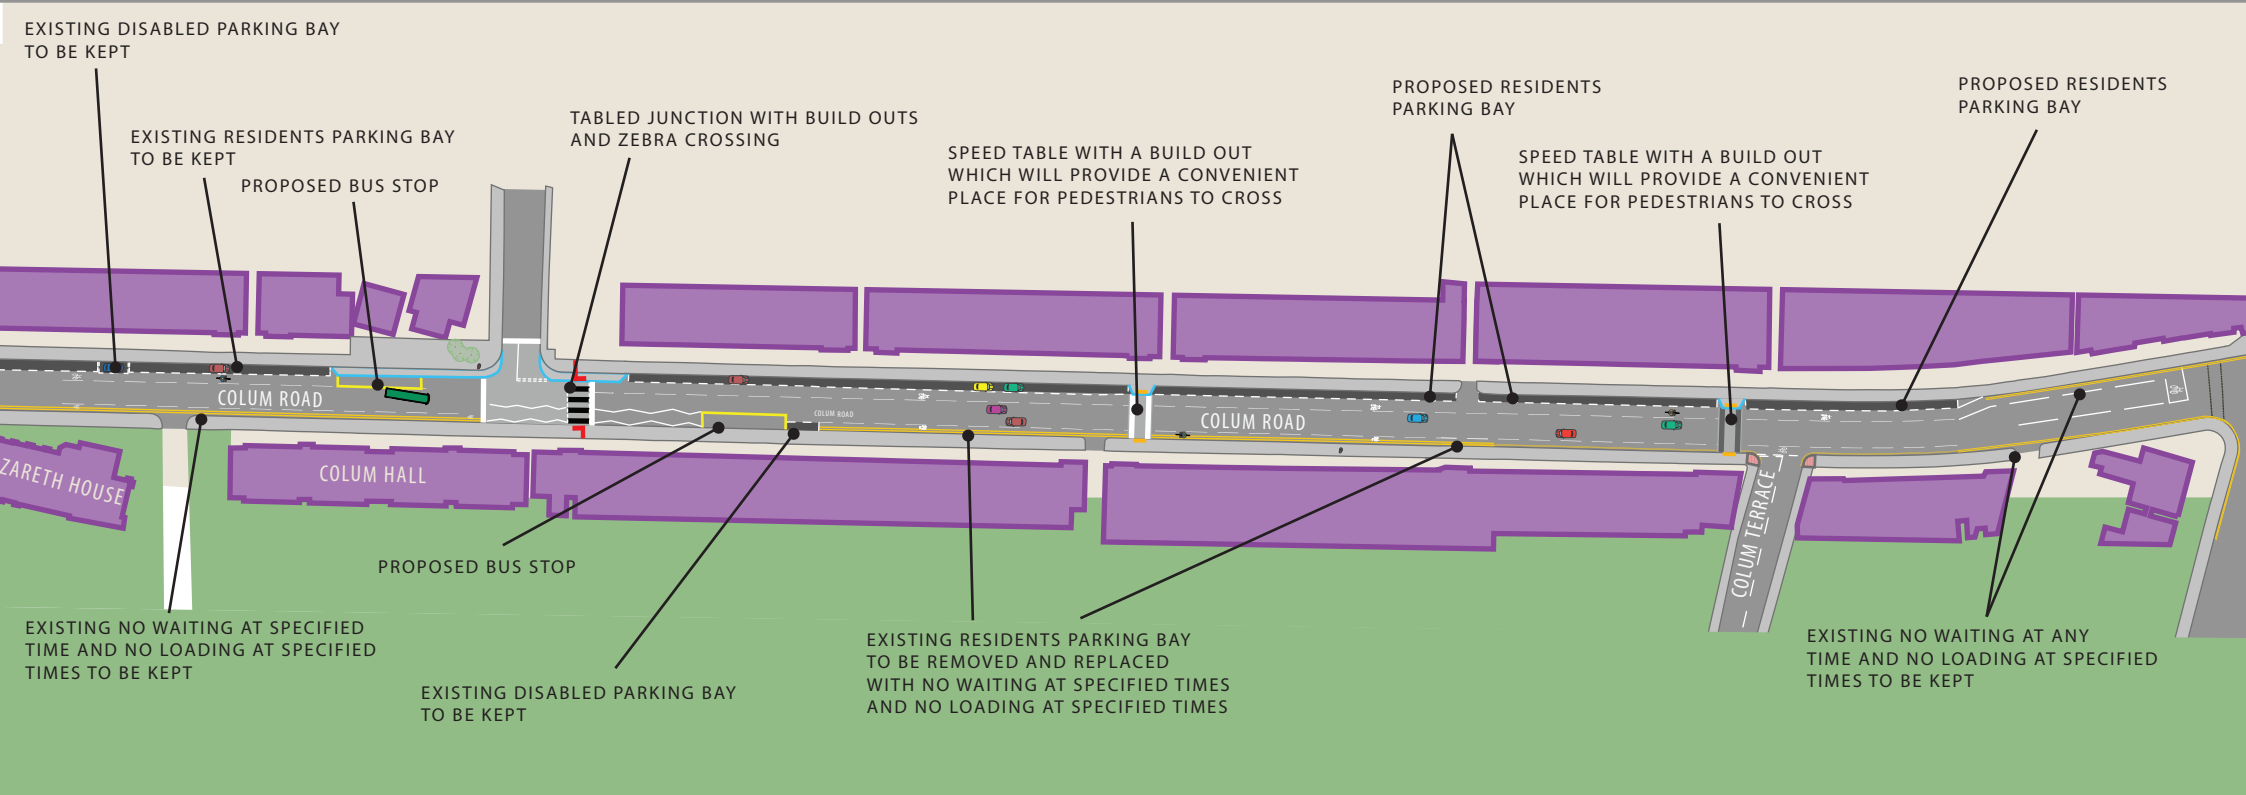 EXISTING DISABLED PARKING BAY
TO BE KEPT
EXISTING RESIDENTS PARKING BAY
TO BE KEPT
PROPOSED BUS STOP
TABLED JUNCTION WITH BUILD OUTS
AND ZEBRA CROSSING
SPEED TABLE WITH A BUILD OUT
WHICH WILL PROVIDE A CONVENIENT
PLACE FOR PEDESTRIANS TO CROSS
PROPOSED RESIDENTS
PARKING BAY
SPEED TABLE WITH A BUILD OUT
WHICH WILL PROVIDE A CONVENIENT
PLACE FOR PEDESTRIANS TO CROSS
PROPOSED RESIDENTS
PARKING BAY
COLUM ROAD
COLUM ROAD
COLUM ROAD
ZARETH HOUSE
COLUM HALL
COLUM TERRACE
PROPOSED BUS STOP
EXISTING NO WAITING AT SPECIFIED
TIME AND NO LOADING AT SPECIFIED
TIMES TO BE KEPT
EXISTING DISABLED PARKING BAY
TO BE KEPT
EXISTING RESIDENTS PARKING BAY
TO BE REMOVED AND REPLACED
WITH NO WAITING AT SPECIFIED TIMES
AND NO LOADING AT SPECIFIED TIMES
EXISTING NO WAITING AT ANY
TIME AND NO LOADING AT SPECIFIED
TIMES TO BE KEPT